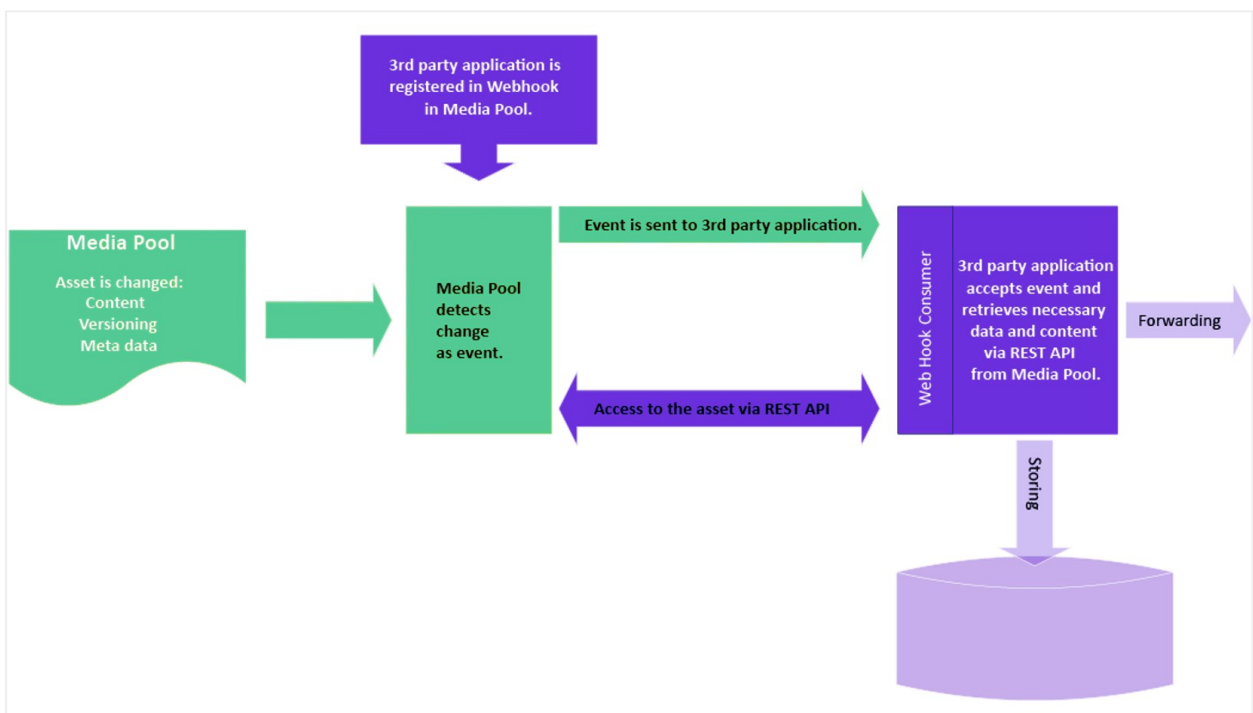 3rd party application is
registered in Webhook
in Media Pool.
Media Pool
Asset is changed:
Content
Versioning
Meta data
Media Pool
detects
change
as event.
Event is sent to 3rd party application.
Access to the asset via REST API
Web Hook Consumer
3rd party application
accepts event and
retrieves necessary
data and content
via REST API
from Media Pool.
Forwarding
Storing